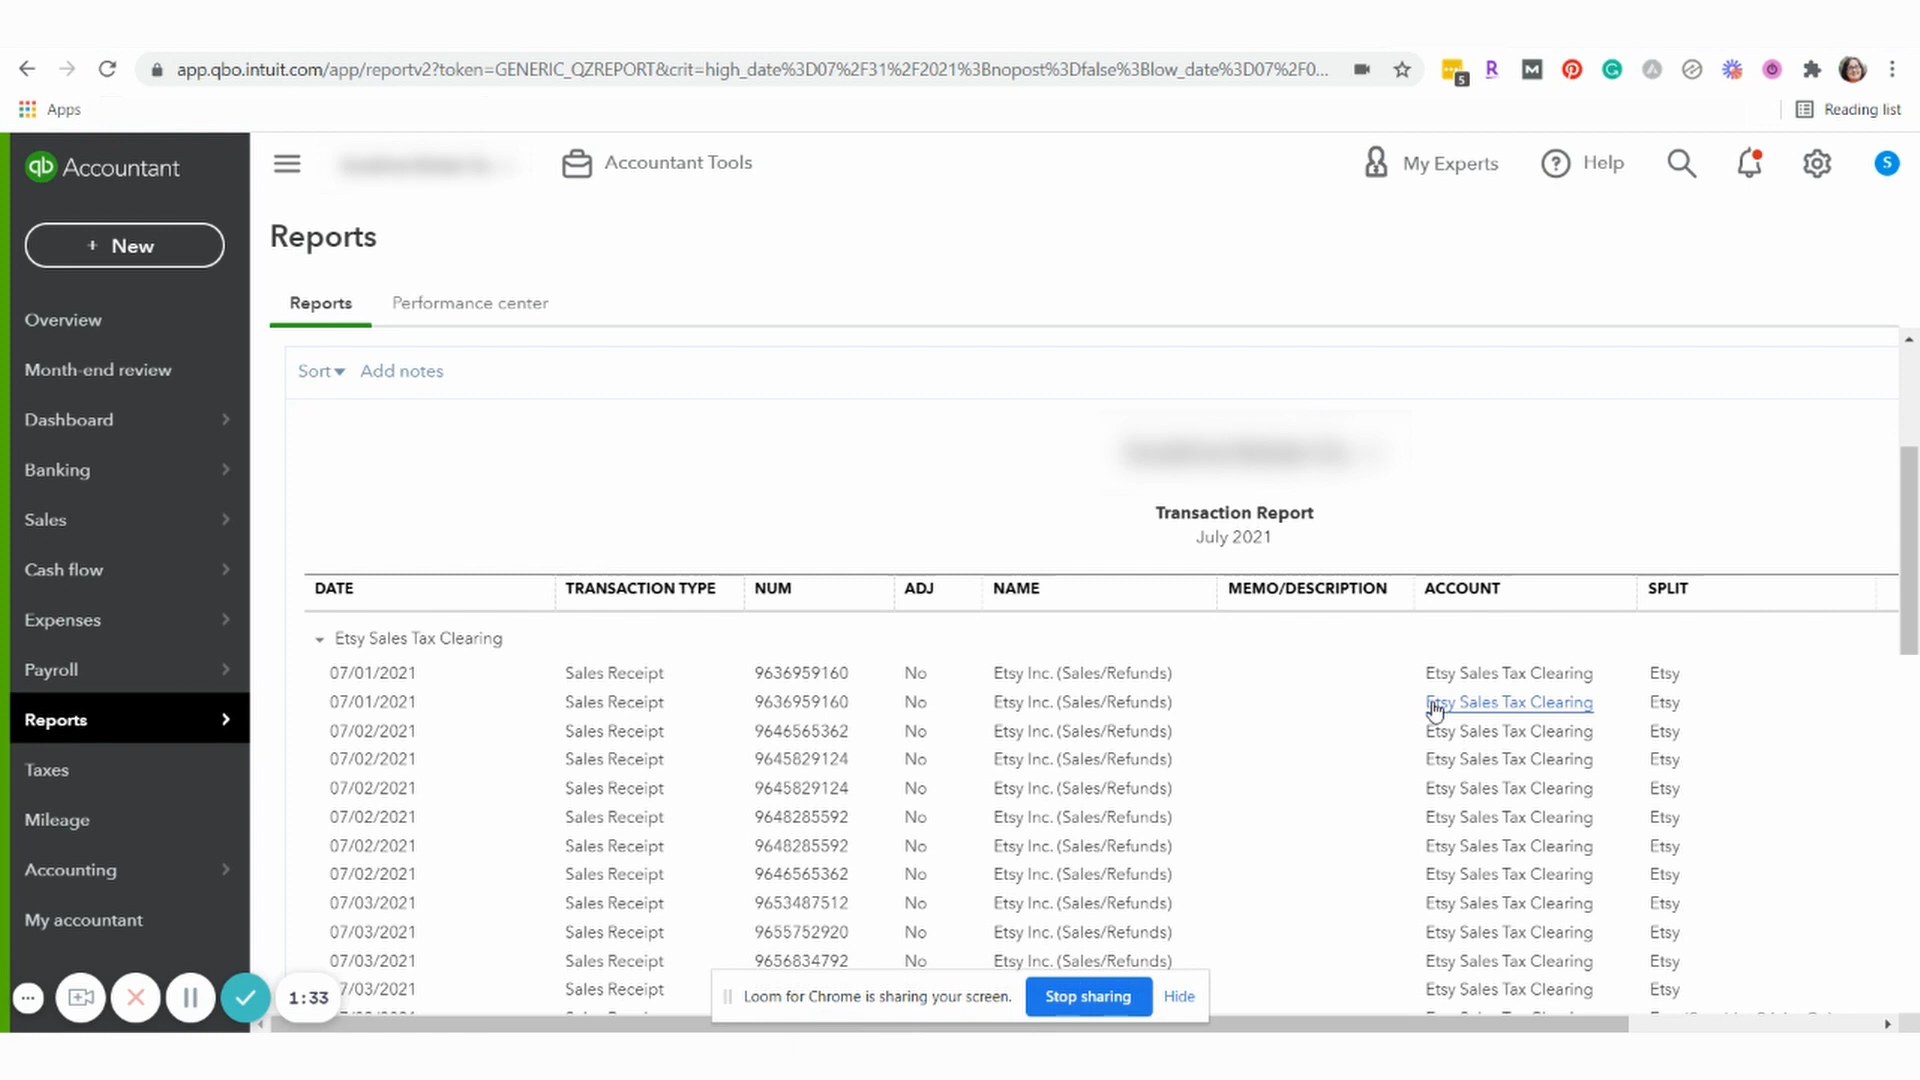 app.qbo.intuit.com/app/reportv2?token=GENERIC_QZREPORT&crit=high_date%3D07%2F31%2F2021%3Bnopost%3Dfalse%3Blow_date%3D07%2F0...
5
R
M
Apps
Reading list
qb Accountant
Accountant Tools
My Experts
? Help
S
+ New
Reports
Overview
Month-end review
Dashboard
Banking
Sales
Cash flow
Expenses
Payroll
Reports
Taxes
Mileage
Accounting
My accountant
Reports Performance center
Sort Add notes
Transaction Report
July 2021
DATE TRANSACTION TYPE NUM ADJ NAME MEMO/DESCRIPTION ACCOUNT SPLIT
Etsy Sales Tax Clearing
07/01/2021 Sales Receipt 9636959160 No Etsy Inc. (Sales/Refunds) Etsy Sales Tax Clearing Etsy
07/01/2021 Sales Receipt 9636959160 No Etsy Inc. (Sales/Refunds) Etsy Sales Tax Clearing Etsy
07/02/2021 Sales Receipt 9646565362 No Etsy Inc. (Sales/Refunds) Etsy Sales Tax Clearing Etsy
07/02/2021 Sales Receipt 9645829124 No Etsy Inc. (Sales/Refunds) Etsy Sales Tax Clearing Etsy
07/02/2021 Sales Receipt 9645829124 No Etsy Inc. (Sales/Refunds) Etsy Sales Tax Clearing Etsy
07/02/2021 Sales Receipt 9648285592 No Etsy Inc. (Sales/Refunds) Etsy Sales Tax Clearing Etsy
07/02/2021 Sales Receipt 9648285592 No Etsy Inc. (Sales/Refunds) Etsy Sales Tax Clearing Etsy
07/02/2021 Sales Receipt 9646565362 No Etsy Inc. (Sales/Refunds) Etsy Sales Tax Clearing Etsy
07/03/2021 Sales Receipt 9653487512 No Etsy Inc. (Sales/Refunds) Etsy Sales Tax Clearing Etsy
07/03/2021 Sales Receipt 9655752920 No Etsy Inc. (Sales/Refunds) Etsy Sales Tax Clearing Etsy
07/03/2021 Sales Receipt 9656834792 No Etsy Inc. (Sales/Refunds) Etsy Sales Tax Clearing Etsy
7/03/2021 Sales Receipt Etsy Sales Tax Clearing Etsy
1:33
Loom for Chrome is sharing your screen. Stop sharing Hide